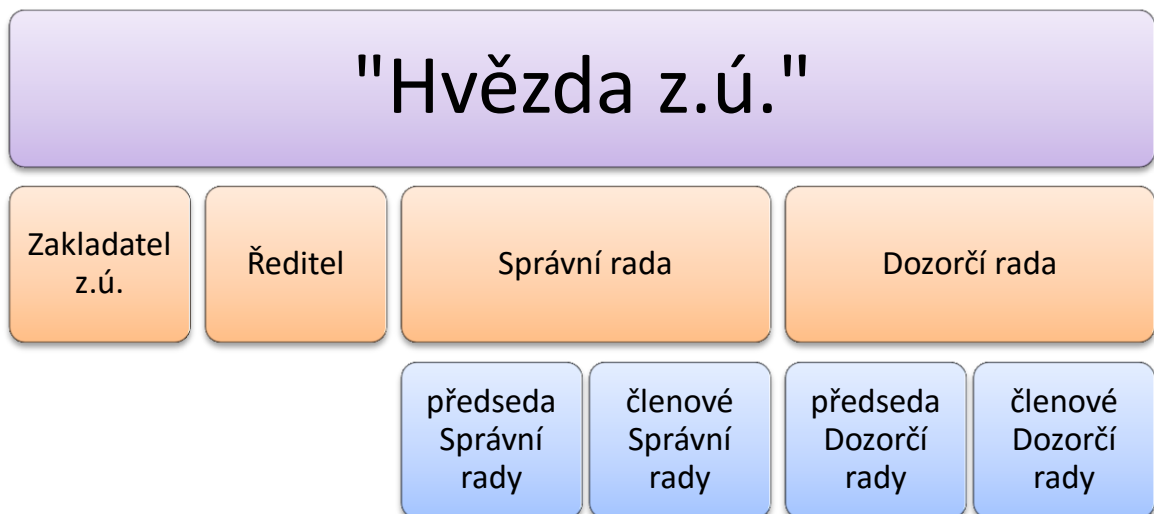 "Hvězda z.ú."
Zakladatel
z.ú.
Ředitel
Správní rada
Dozorčí rada
předseda
Správní
rady
členové
Správní
rady
předseda
Dozorčí
rady
členové
Dozorčí
rady